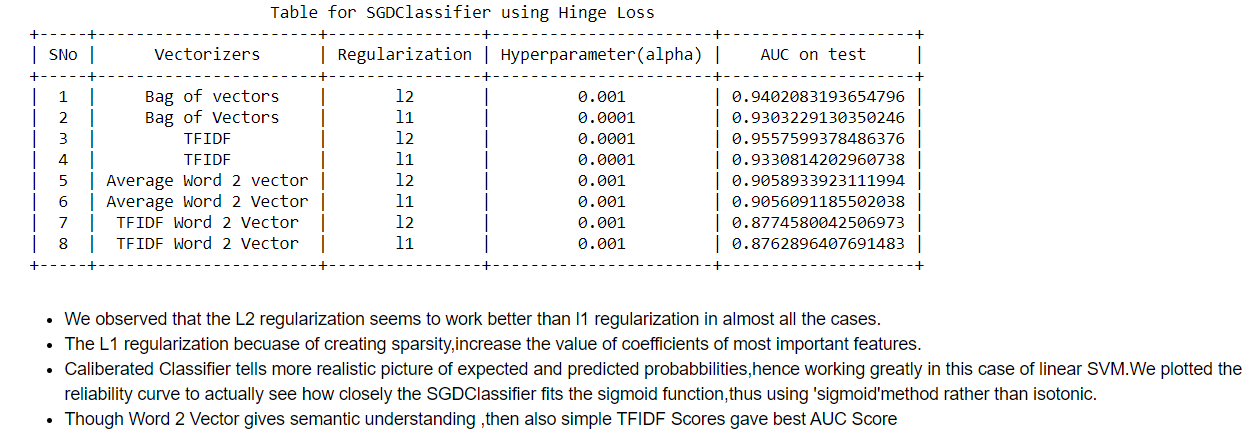 Table for SGDClassifier using Hinge Loss
+-----+-----------------------+----------------+-----------------------+--------------------+
| SNo |      Vectorizers      | Regularization | Hyperparameter(alpha) |    AUC on test     |
+-----+-----------------------+----------------+-----------------------+--------------------+
|  1  |    Bag of vectors     |       l2       |         0.001         | 0.9402083193654796 |
|  2  |    Bag of Vectors     |       l1       |         0.0001        | 0.9303229130350246 |
|  3  |         TFIDF         |       l2       |         0.0001        | 0.9557599378486376 |
|  4  |         TFIDF         |       l1       |         0.0001        | 0.9330814202960738 |
|  5  | Average Word 2 vector |       l2       |         0.001         | 0.9058933923111994 |
|  6  | Average Word 2 Vector |       l1       |         0.001         | 0.9056091185502038 |
|  7  |  TFIDF Word 2 Vector  |       l2       |         0.001         | 0.8774580042506973 |
|  8  |  TFIDF Word 2 Vector  |       l1       |         0.001         | 0.8762896407691483 |
+-----+-----------------------+----------------+-----------------------+--------------------+
• We observed that the L2 regularization seems to work better than l1 regularization in almost all the cases.
• The L1 regularization becuase of creating sparsity,increase the value of coefficients of most important features.
• Caliberated Classifier tells more realistic picture of expected and predicted probabbilities,hence working greatly in this case of linear SVM.We plotted the
reliability curve to actually see how closely the SGDClassifier fits the sigmoid function,thus using 'sigmoid'method rather than isotonic.
• Though Word 2 Vector gives semantic understanding ,then also simple TFIDF Scores gave best AUC Score